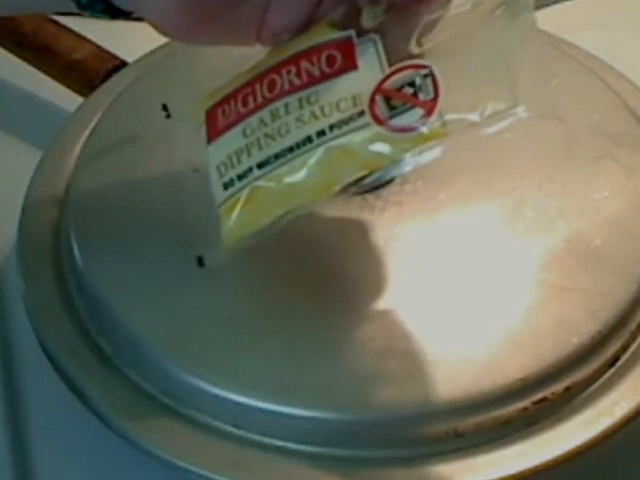 DIGIORNO
GARLIC
DIPPING SAUCE
DO NOT MICROWAVE IN POUCH